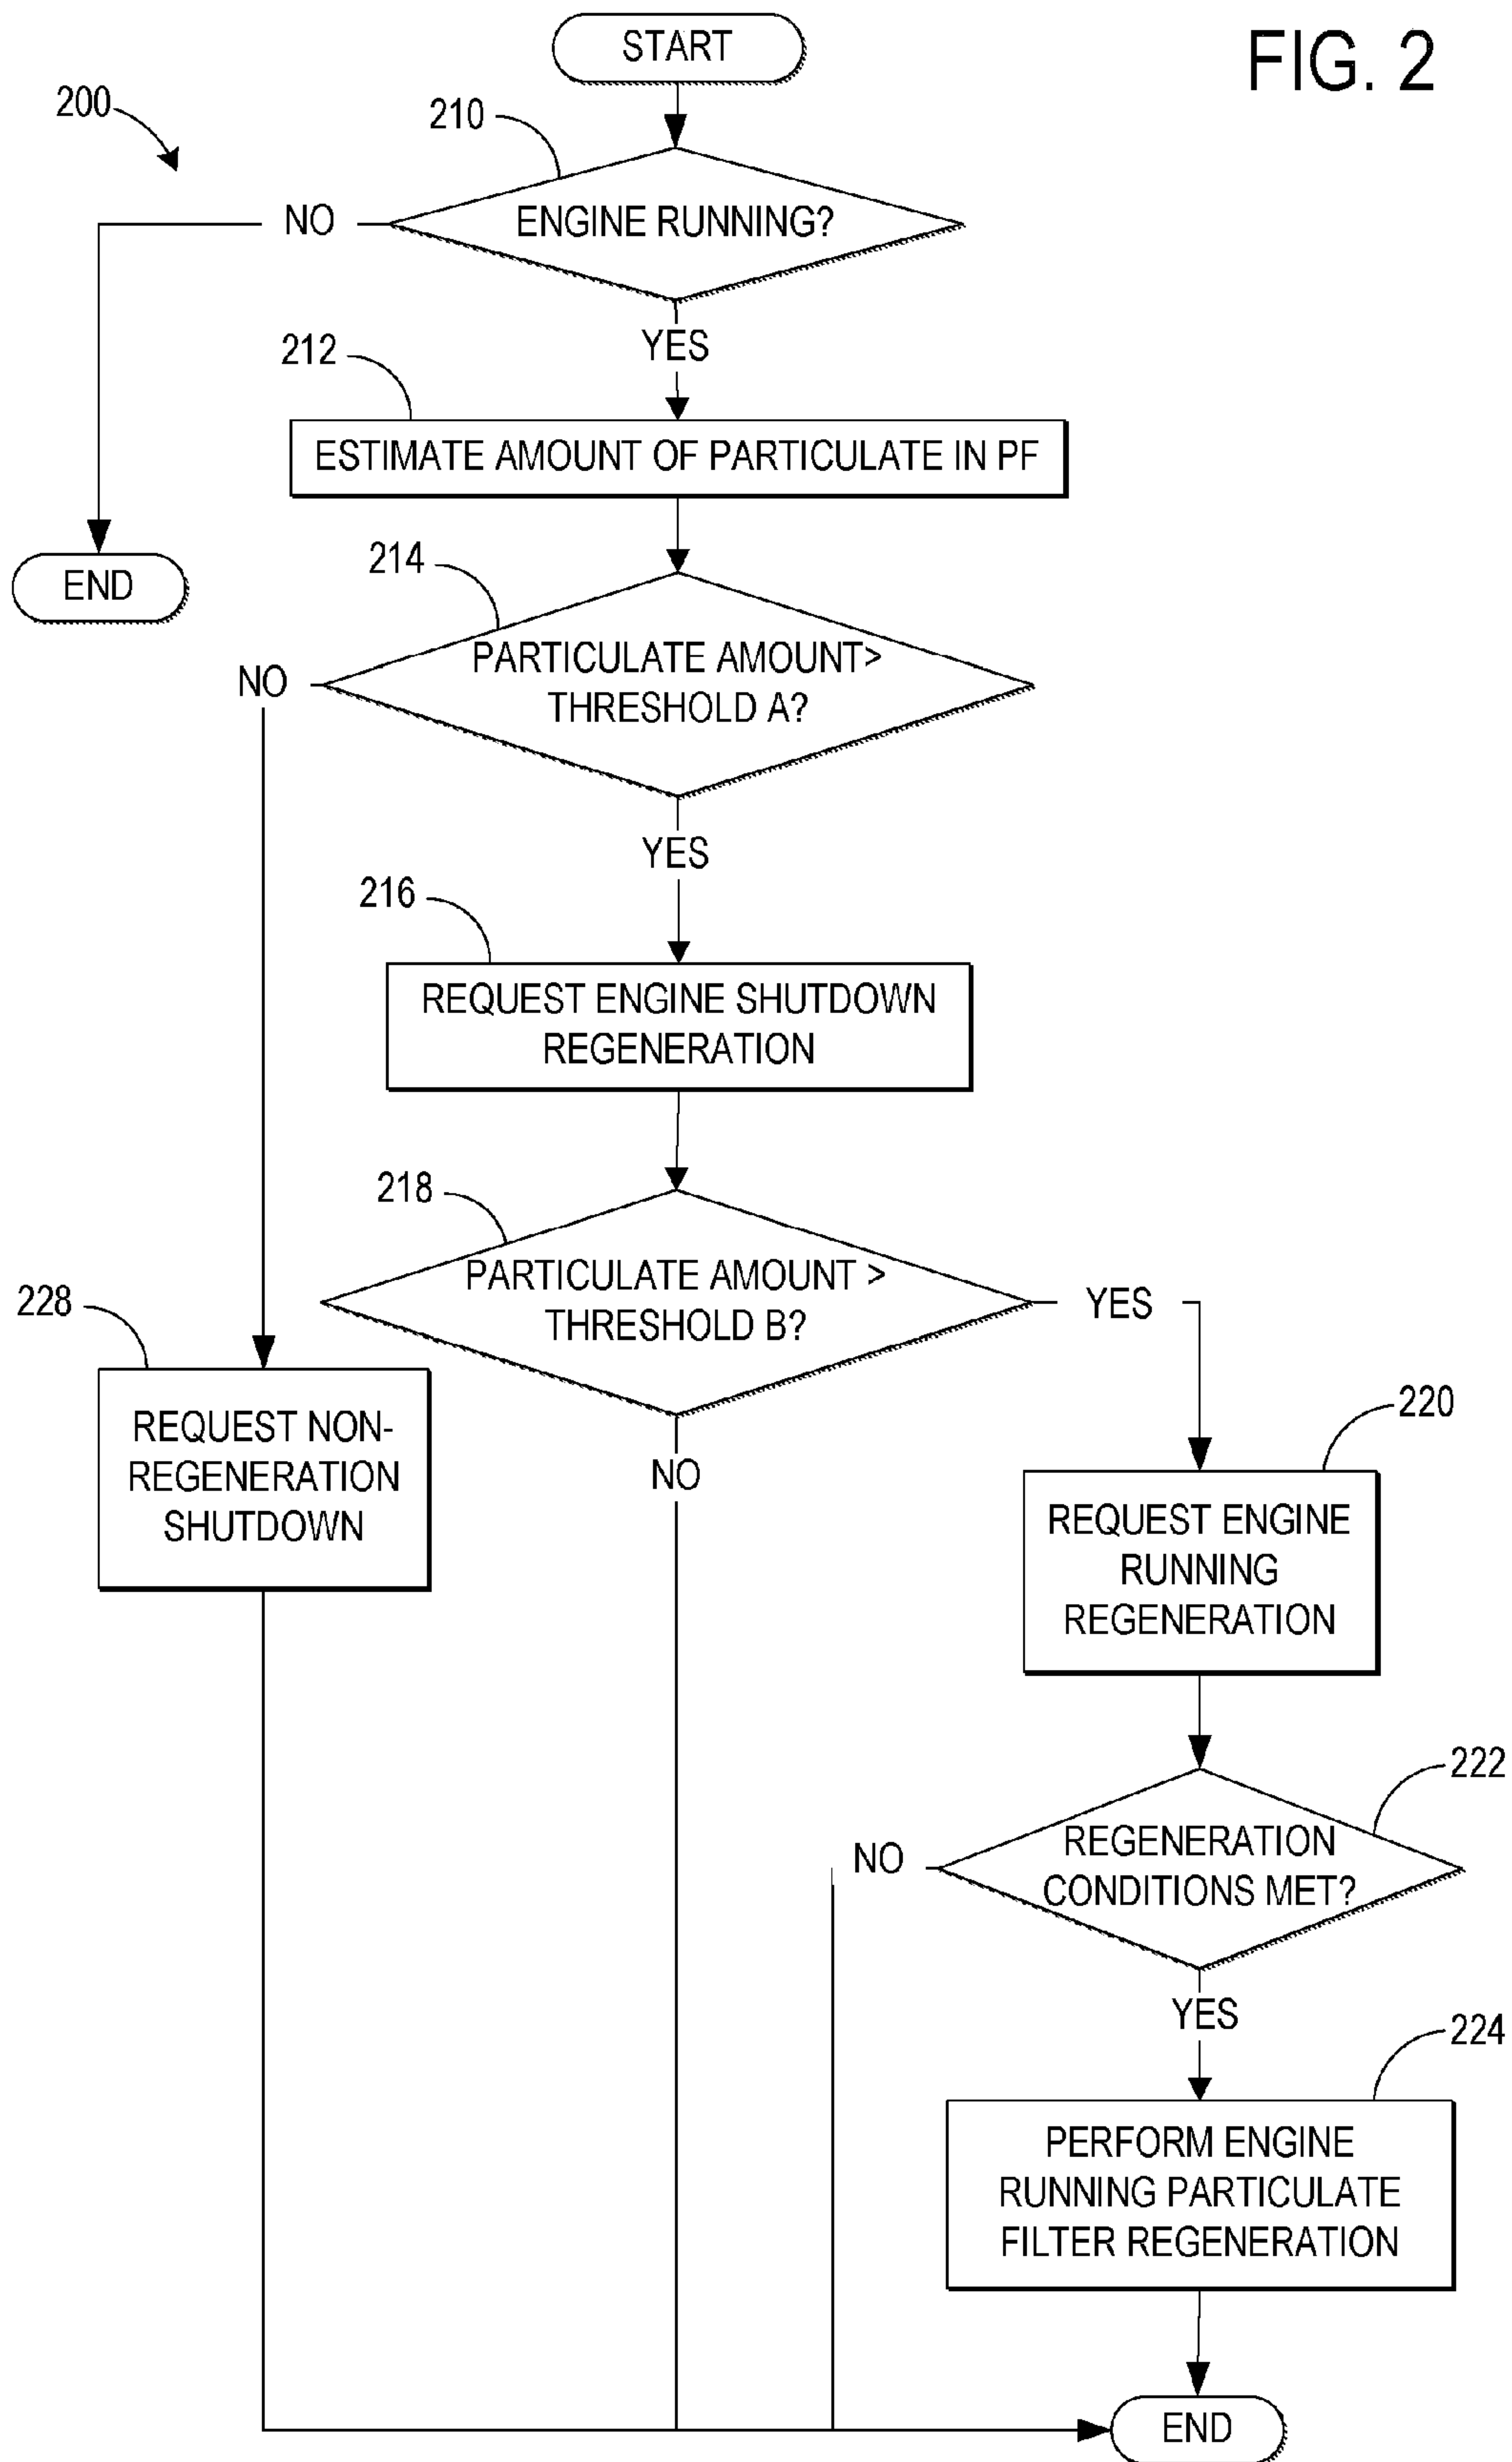 START
FIG. 2
200
210
NO
ENGINE RUNNING?
YES
212
ESTIMATE AMOUNT OF PARTICULATE IN PF
214
END
NO
PARTICULATE AMOUNT>
THRESHOLD A?
YES
216
REQUEST ENGINE SHUTDOWN
REGENERATION
218
PARTICULATE AMOUNT >
THRESHOLD B?
YES
228
REQUEST NON-
REGENERATION
SHUTDOWN
NO
220
REQUEST ENGINE
RUNNING
REGENERATION
222
NO
REGENERATION
CONDITIONS MET?
YES
224
PERFORM ENGINE
RUNNING PARTICULATE
FILTER REGENERATION
END